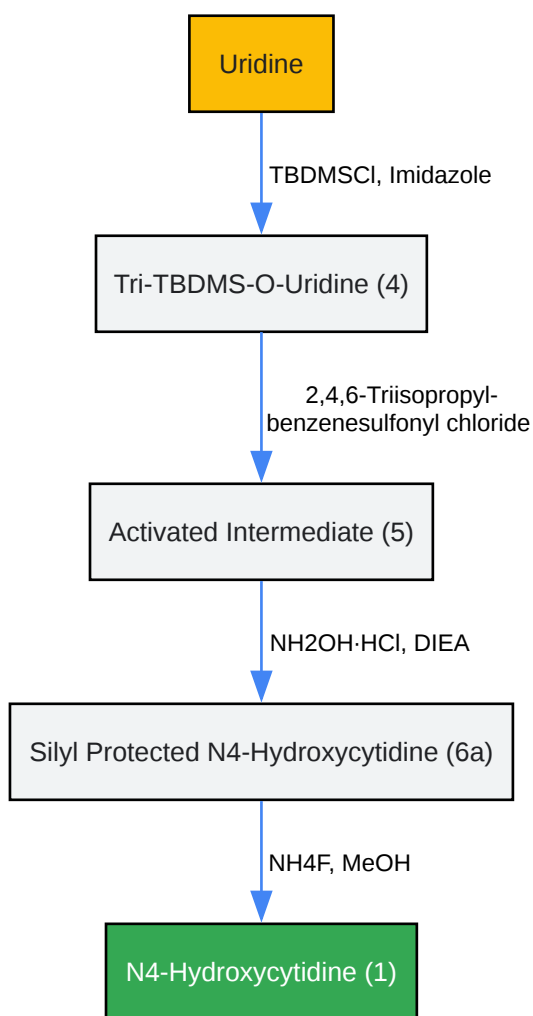 Uridine
TBDMSCl, Imidazole
Tri-TBDMS-O-Uridine (4)
2,4,6-Triisopropyl-
benzenesulfonyl chloride
Activated Intermediate (5)
NH2OH·HCl, DIEA
Silyl Protected N4-Hydroxycytidine (6a)
NH4F, MeOH
N4-Hydroxycytidine (1)